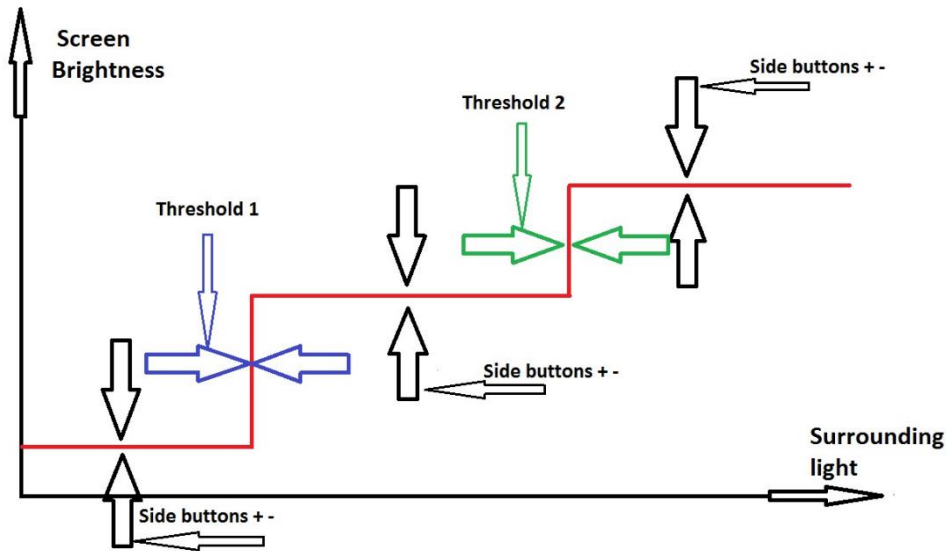 Screen
Brightness
Side buttons + -
Threshold 2
Threshold 1
Side buttons + -
Surrounding
light
Side buttons + -